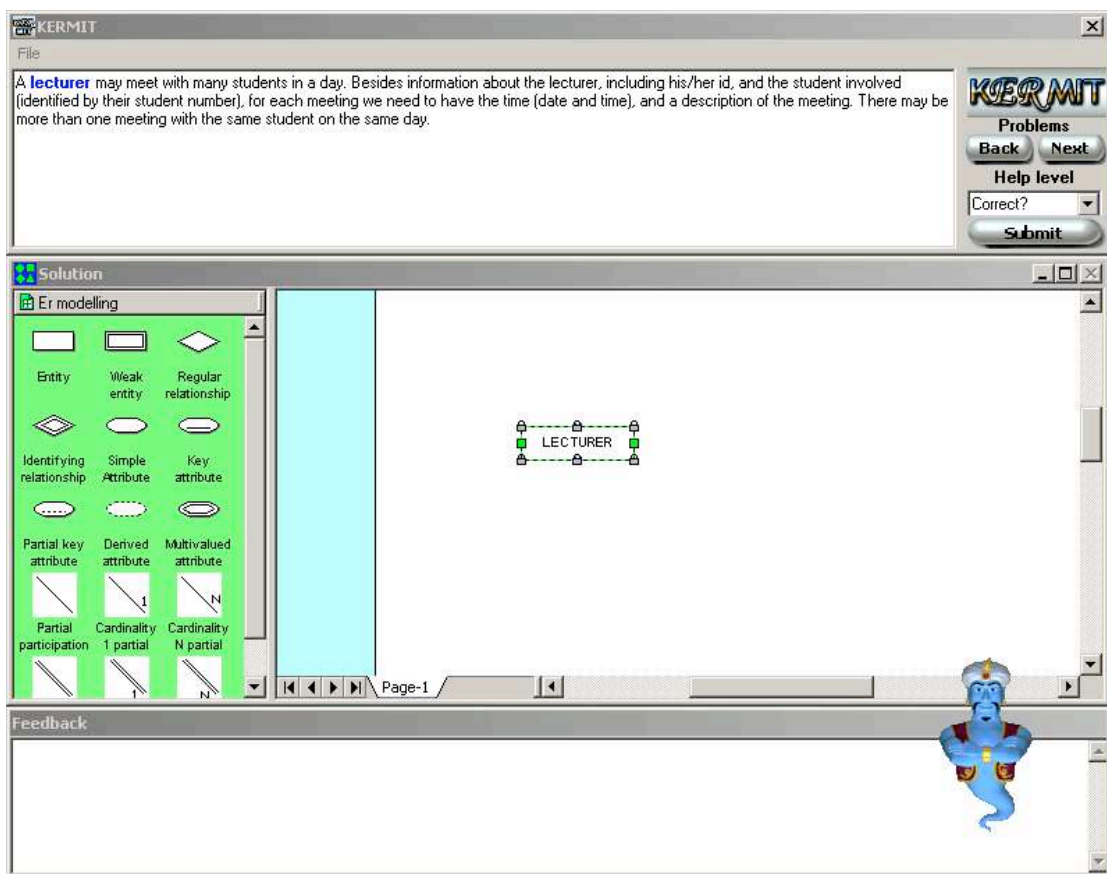 KERMIT
File
A lecturer may meet with many students in a day. Besides information about the lecturer, including his/her id, and the student involved
(identified by their student number), for each meeting we need to have the time (date and time), and a description of the meeting. There may be
more than one meeting with the same student on the same day.
KERMIT
Problems
Back Next
Help level
Correct?
Submit
Solution
Er modelling
Entity Weak entity Regular relationship
Identifying relationship Simple Attribute Key attribute
Partial key attribute Derived attribute Multivalued attribute
1 N
Partial participation Cardinality 1 partial Cardinality N partial
1 N
LECTURER
Page-1
Feedback